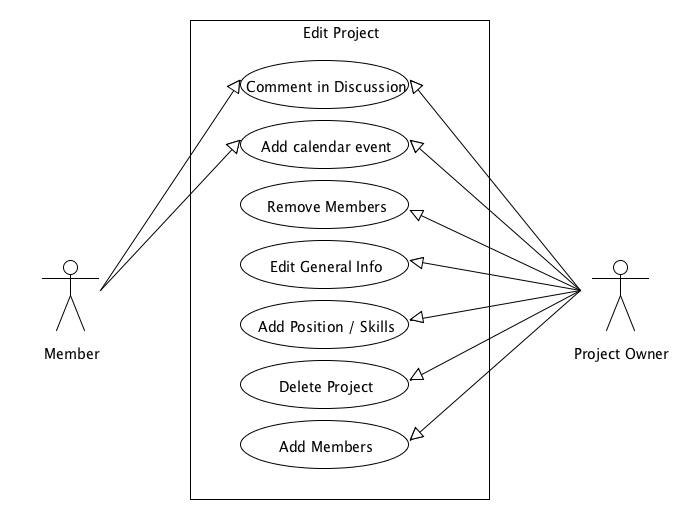 Edit Project
Comment in Discussion
Add calendar event
Remove Members
Edit General Info
Add Position / Skills
Delete Project
Add Members
Member
Project Owner